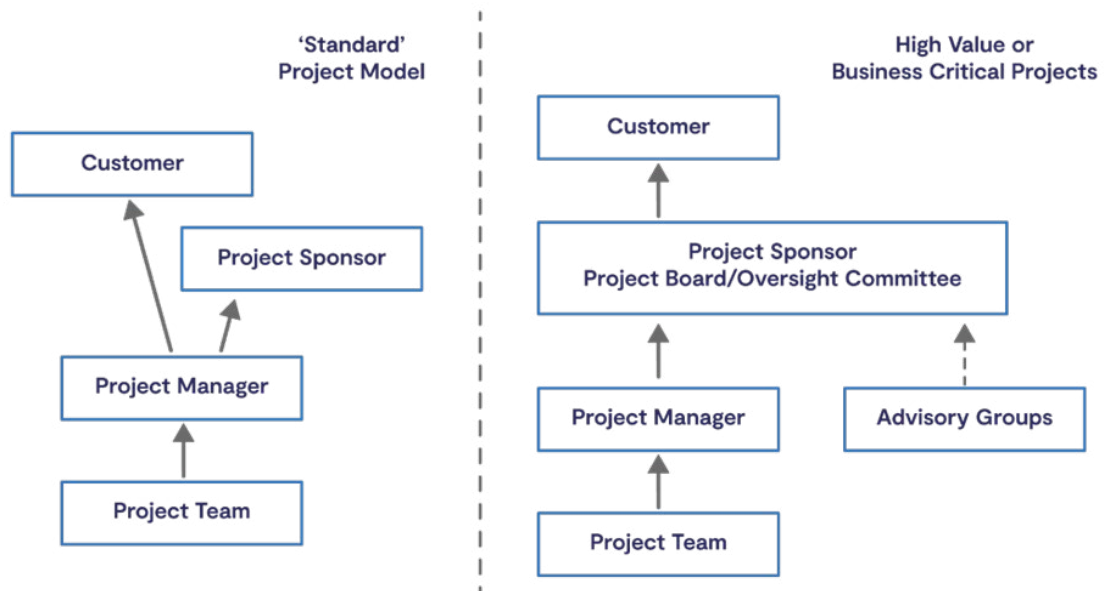 ‘Standard’
Project Model
Customer
Project Sponsor
Project Manager
Project Team
High Value or
Business Critical Projects
Customer
Project Sponsor
Project Board/Oversight Committee
Project Manager
Advisory Groups
Project Team